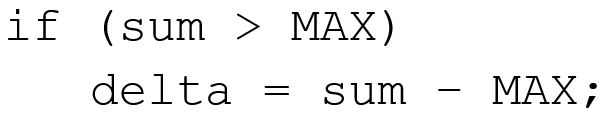 if (sum > MAX)
   delta = sum - MAX;